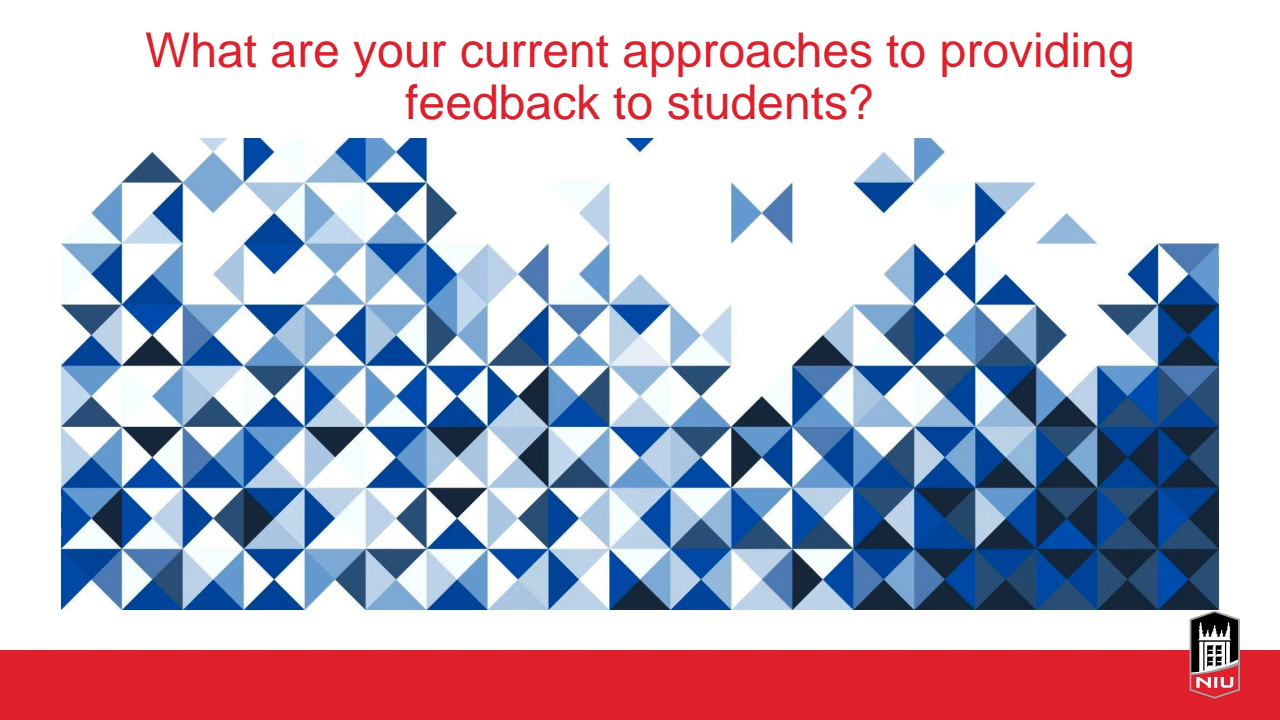 What are your current approaches to providing
feedback to students?
NIU